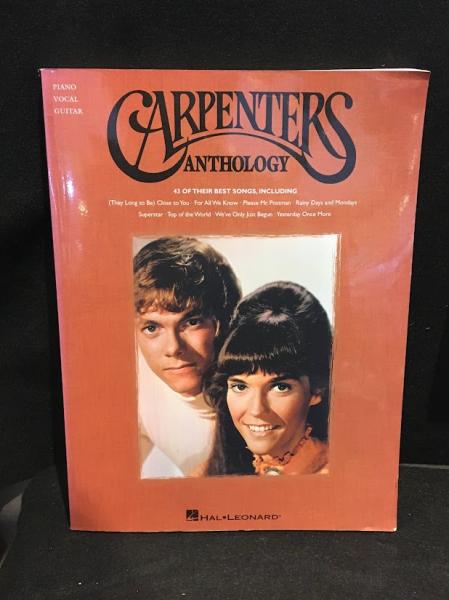 PIANO
VOCAL
GUITAR
CARPENTERS
ANTHOLOGY
43 OF THEIR BEST SONGS, INCLUDING
(They Long to Be) Close to You · For All We Know · Please Mr. Postman · Rainy Days and Mondays
Superstar · Top of the World · We've Only Just Begun · Yesterday Once More
HAL•LEONARD®